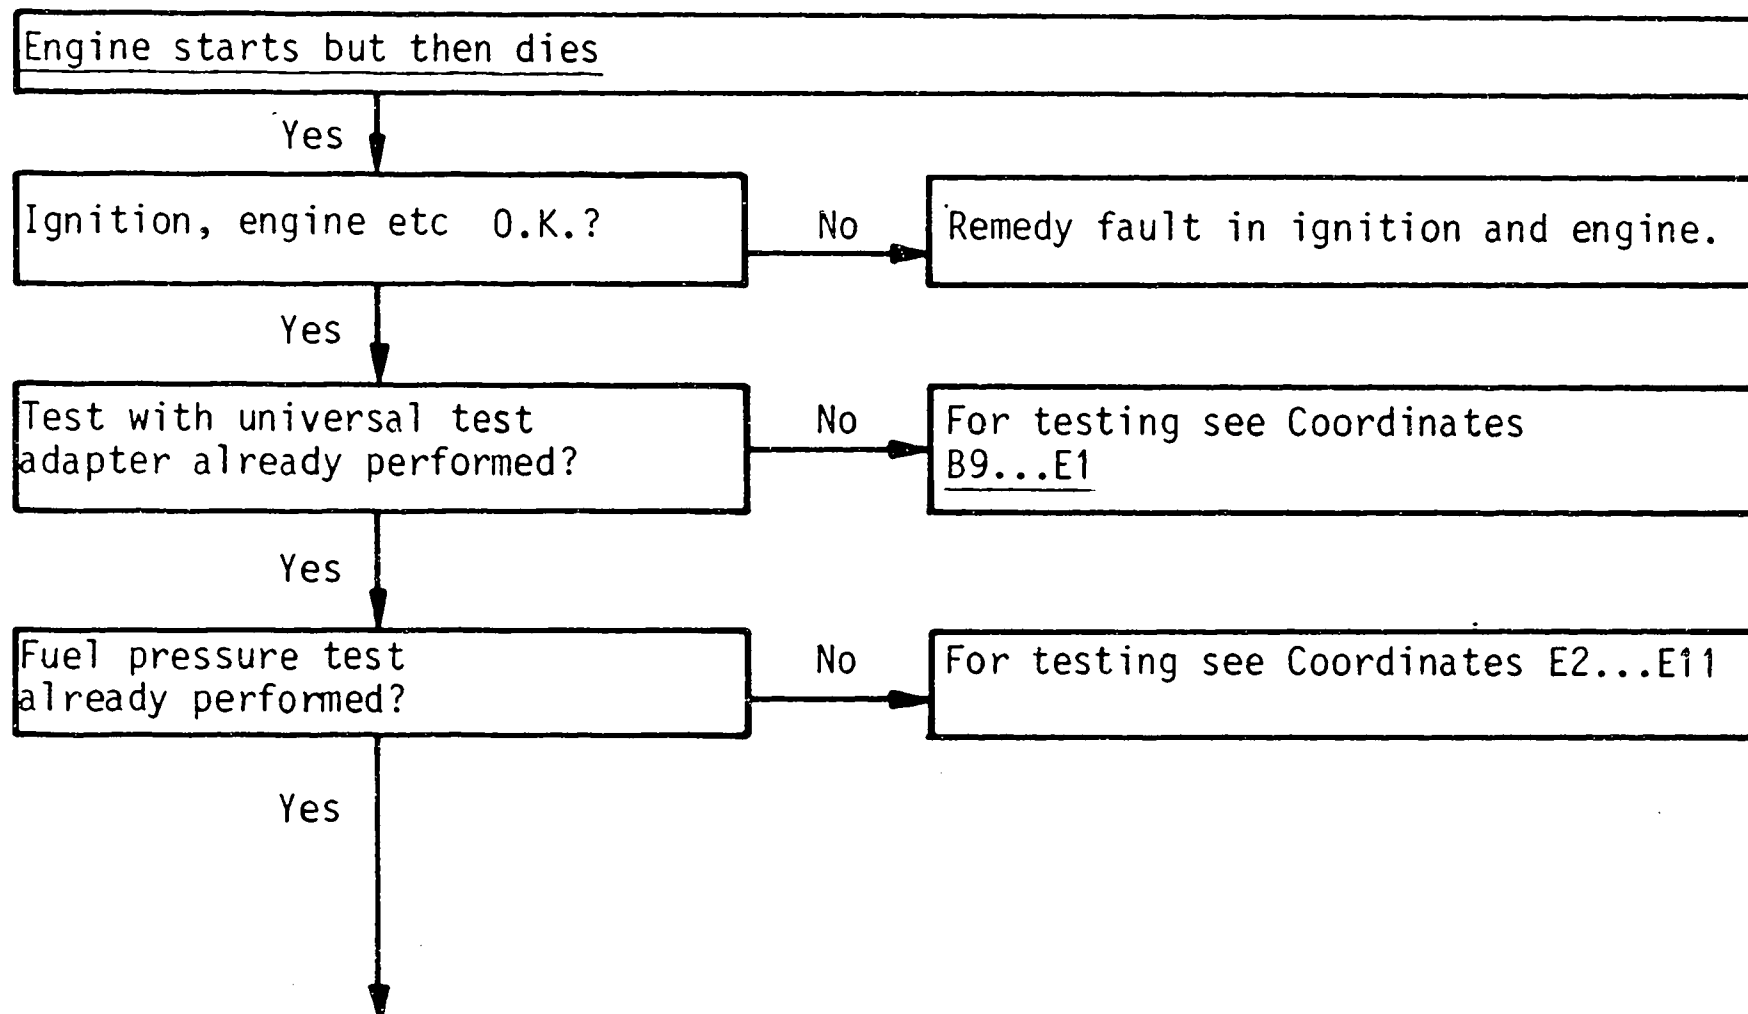 Engine starts but then dies
Yes
Ignition, engine etc O.K.?
No
Remedy fault in ignition and engine.
Yes
Test with universal test
adapter already performed?
No
For testing see Coordinates
B9...E1
Yes
Fuel pressure test
already performed?
No
For testing see Coordinates E2...E11
Yes